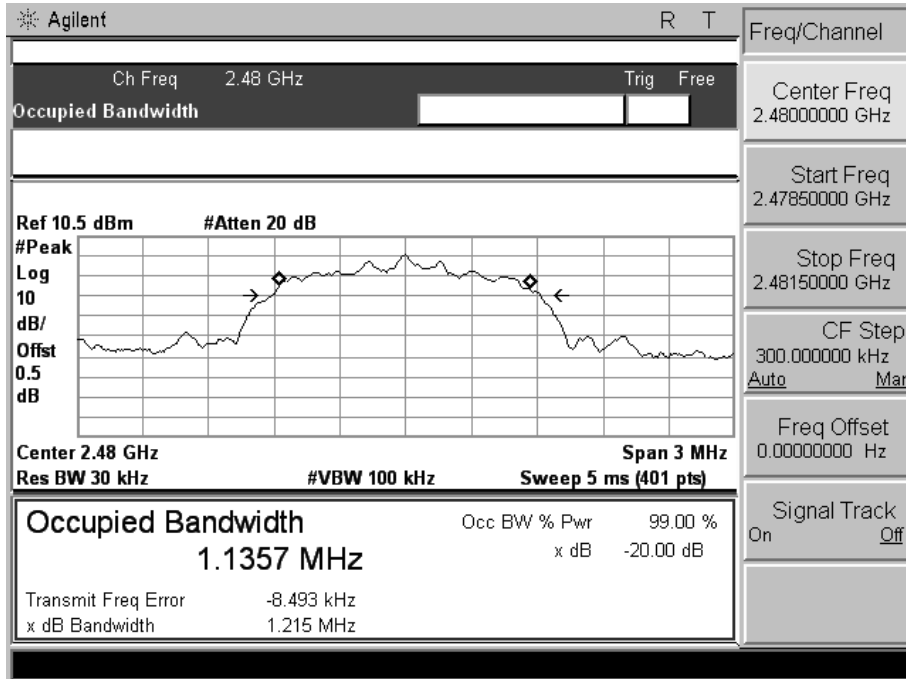 Agilent R T
Ch Freq 2.48 GHz Trig Free
Occupied Bandwidth
Ref 10.5 dBm #Atten 20 dB
#Peak
Log
10
dB/
Offst
0.5
dB
Center 2.48 GHz Span 3 MHz
Res BW 30 kHz #VBW 100 kHz Sweep 5 ms (401 pts)
Occupied Bandwidth
1.1357 MHz
Occ BW % Pwr 99.00 %
x dB -20.00 dB
Transmit Freq Error -8.493 kHz
x dB Bandwidth 1.215 MHz
Freq/Channel
Center Freq
2.48000000 GHz
Start Freq
2.47850000 GHz
Stop Freq
2.48150000 GHz
CF Step
300.000000 kHz
Auto Man
Freq Offset
0.00000000 Hz
Signal Track
On Off